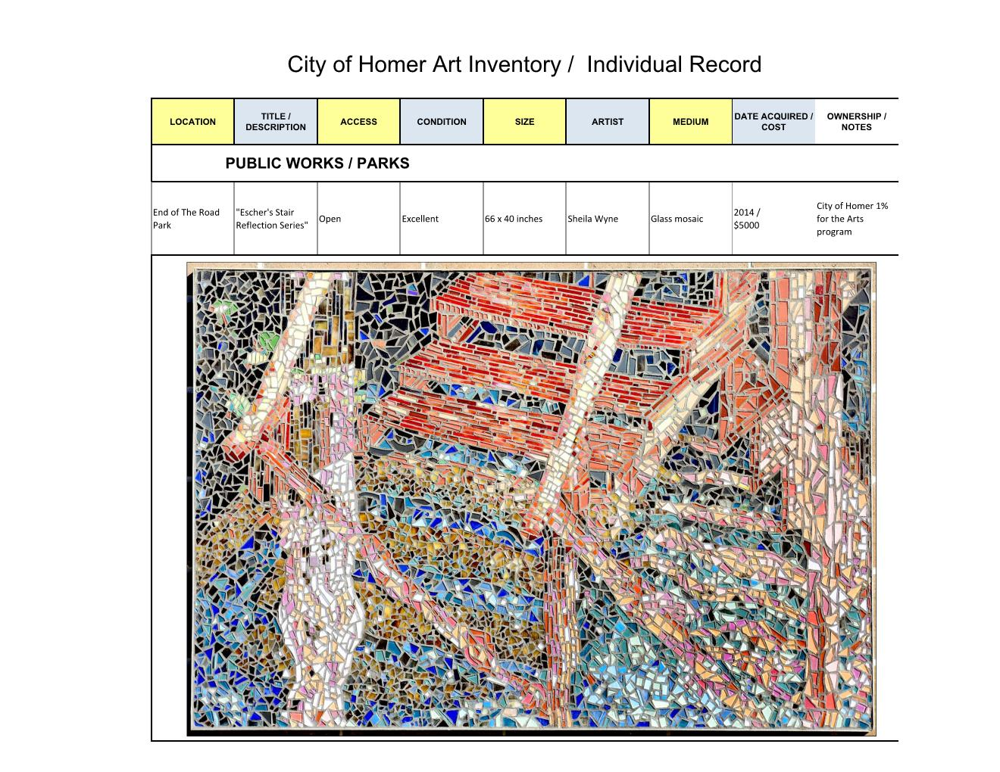 City of Homer Art Inventory /  Individual Record
LOCATION
TITLE /
DESCRIPTION
ACCESS
CONDITION
SIZE
ARTIST
MEDIUM
DATE ACQUIRED /
COST
OWNERSHIP /
NOTES
PUBLIC WORKS / PARKS
End of The Road
Park
"Escher's Stair
Reflection Series"
Open
Excellent
66 x 40 inches
Sheila Wyne
Glass mosaic
2014 /
$5000
City of Homer 1%
for the Arts
program